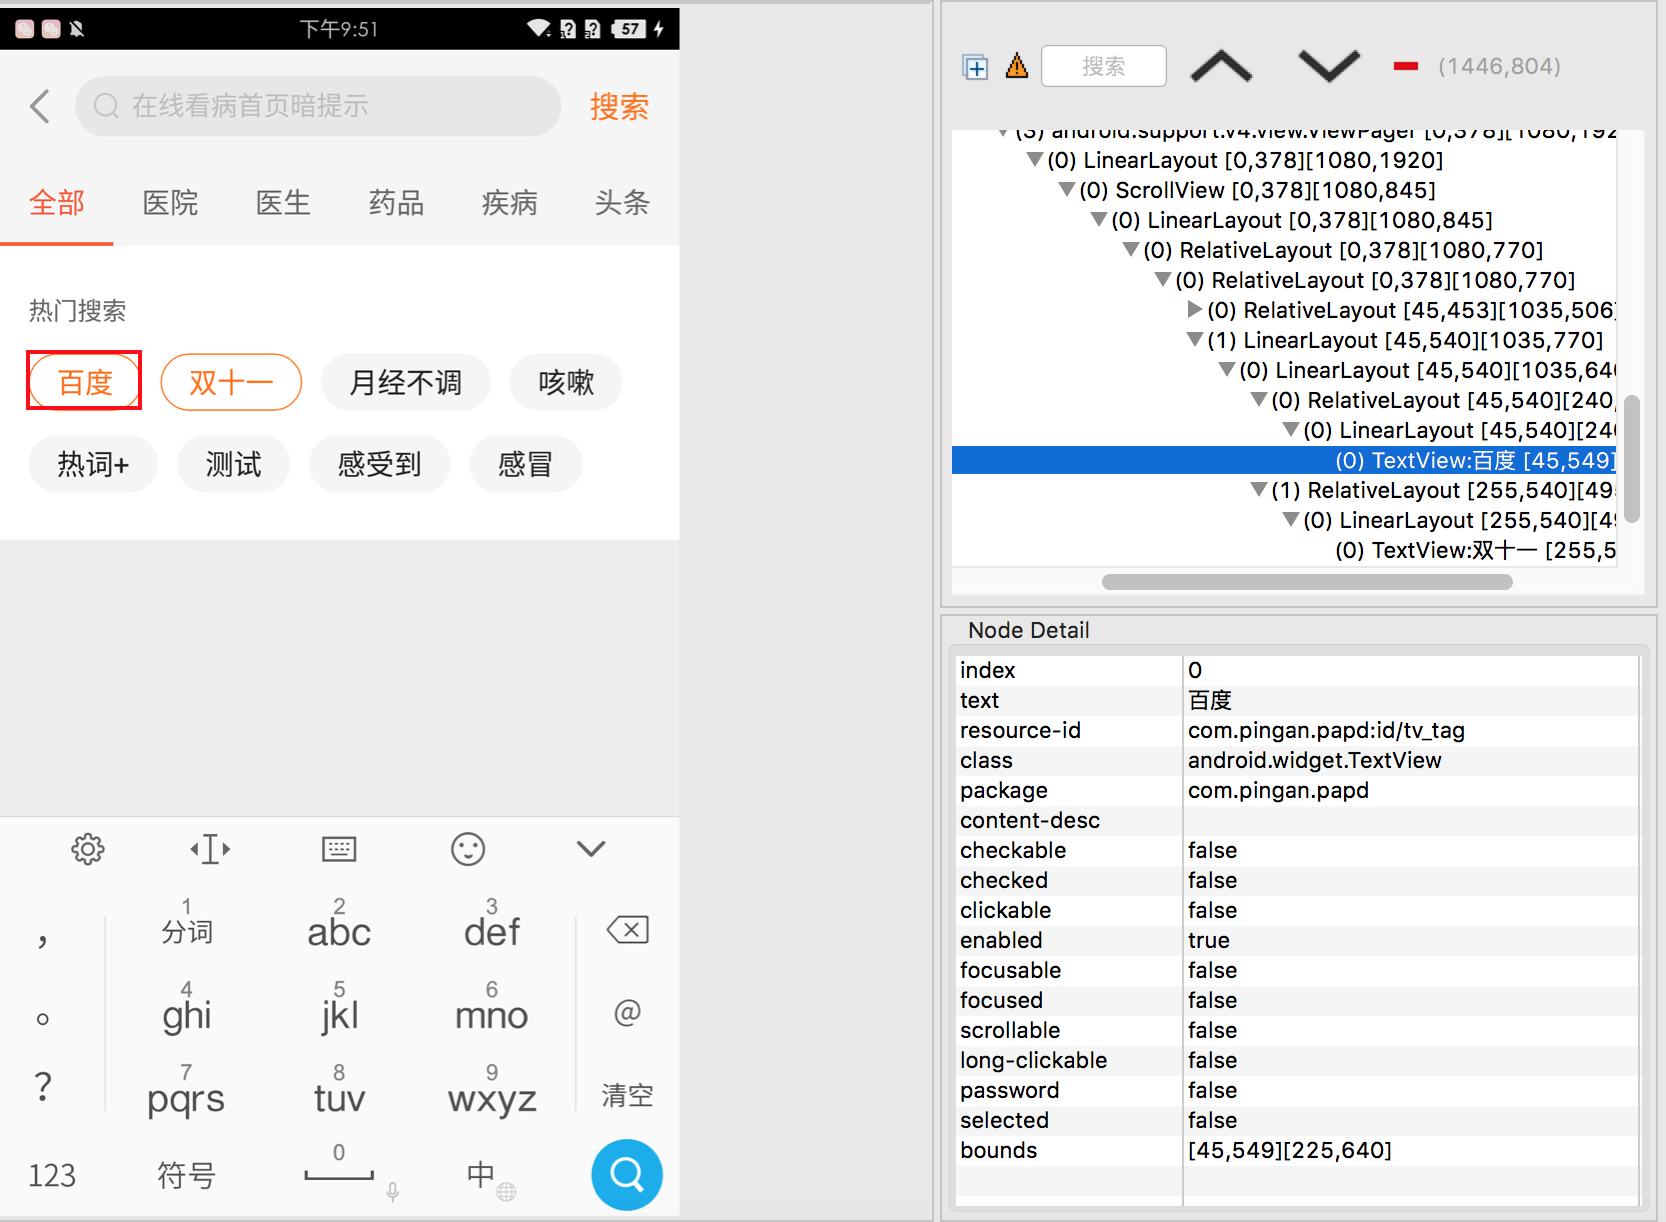 下午9:51
57
在线看病首页暗提示
搜索
全部 医院 医生 药品 疾病 头条
热门搜索
百度 双十一 月经不调 咳嗽
热词+ 测试 感受到 感冒
, 1 分词 2 abc 3 def
。 4 ghi 5 jkl 6 mno @
? 7 pqrs 8 tuv 9 wxyz 清空
123 符号 0 中
搜索 (1446,804)
(3) android.support.v4.view.ViewPager [0,378][1080,192
(0) LinearLayout [0,378][1080,1920]
(0) ScrollView [0,378][1080,845]
(0) LinearLayout [0,378][1080,845]
(0) RelativeLayout [0,378][1080,770]
(0) RelativeLayout [0,378][1080,770]
(0) RelativeLayout [45,453][1035,506]
(1) LinearLayout [45,540][1035,770]
(0) LinearLayout [45,540][1035,640
(0) RelativeLayout [45,540][240,
(0) LinearLayout [45,540][240
(0) TextView:百度 [45,549]
(1) RelativeLayout [255,540][495
(0) LinearLayout [255,540][49
(0) TextView:双十一 [255,5
Node Detail
index 0
text 百度
resource-id com.pingan.papd:id/tv_tag
class android.widget.TextView
package com.pingan.papd
content-desc
checkable false
checked false
clickable false
enabled true
focusable false
focused false
scrollable false
long-clickable false
password false
selected false
bounds [45,549][225,640]